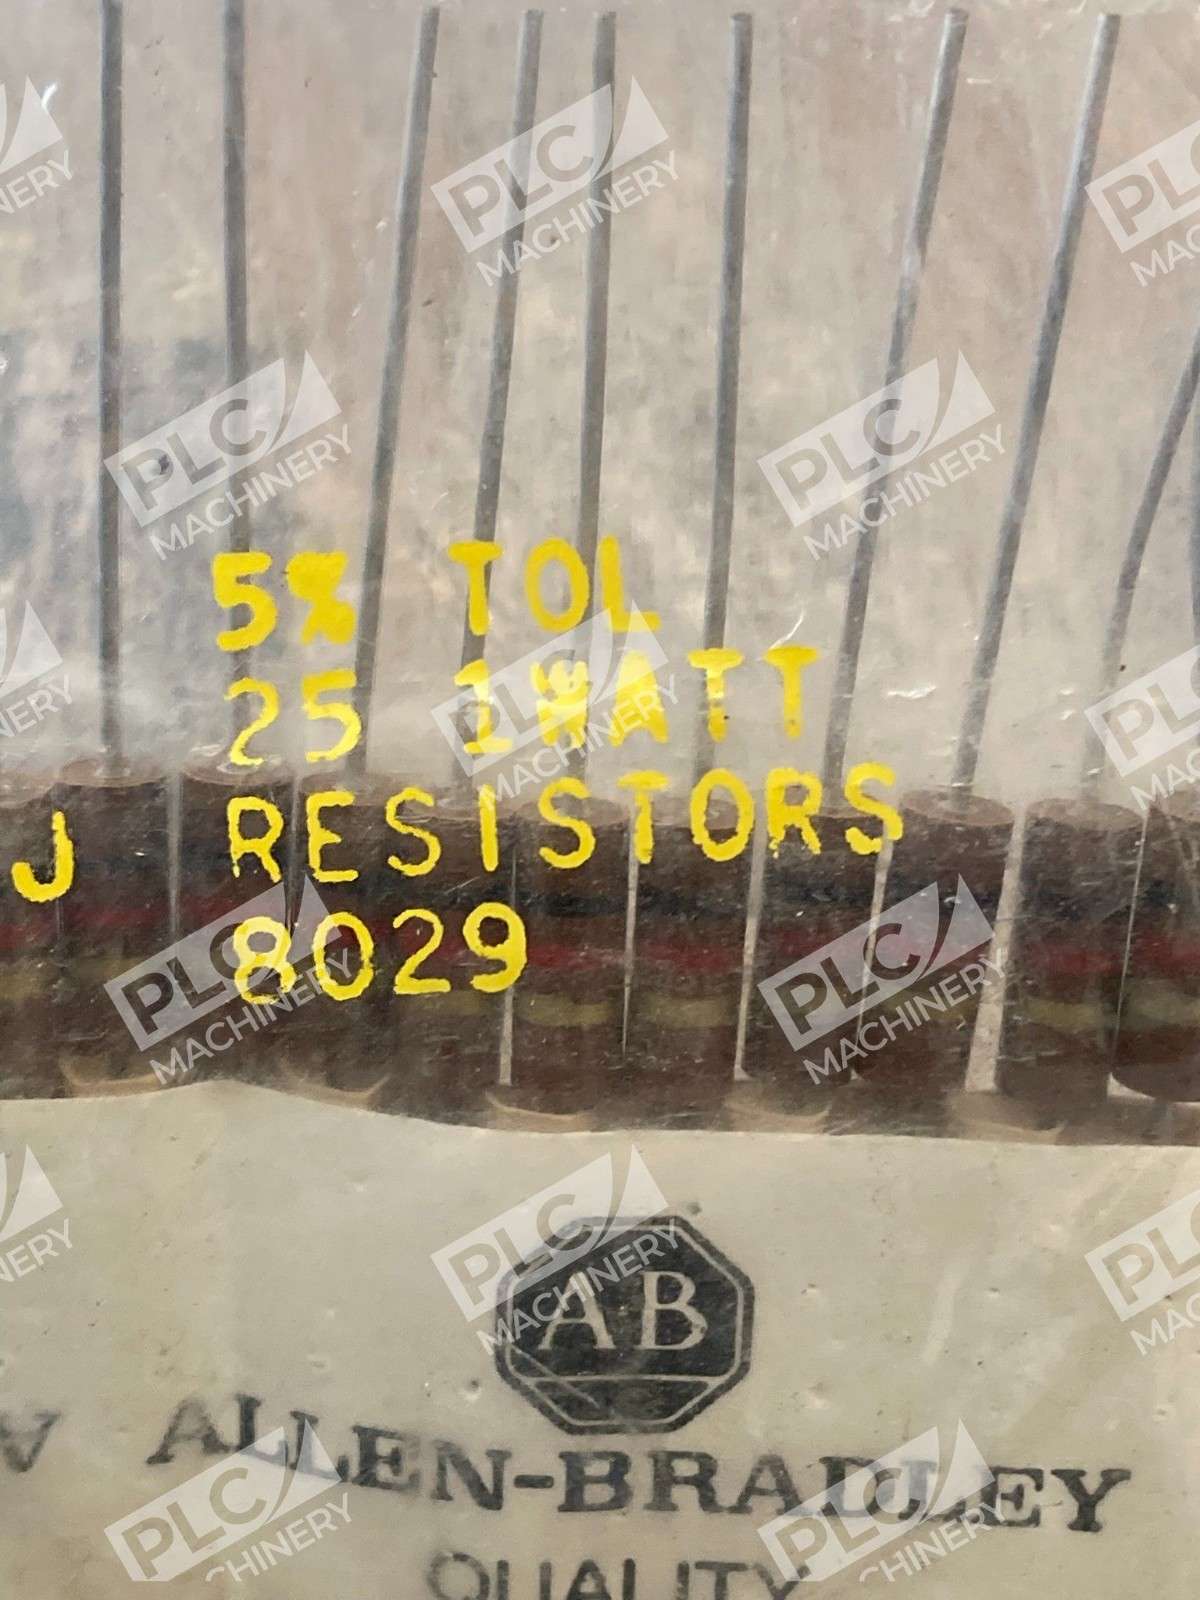 5% TOL
25 1WATT
J RESISTORS
8029
AB
ALLEN-BRADLEY
QUALITY
PLC
MACHINERY